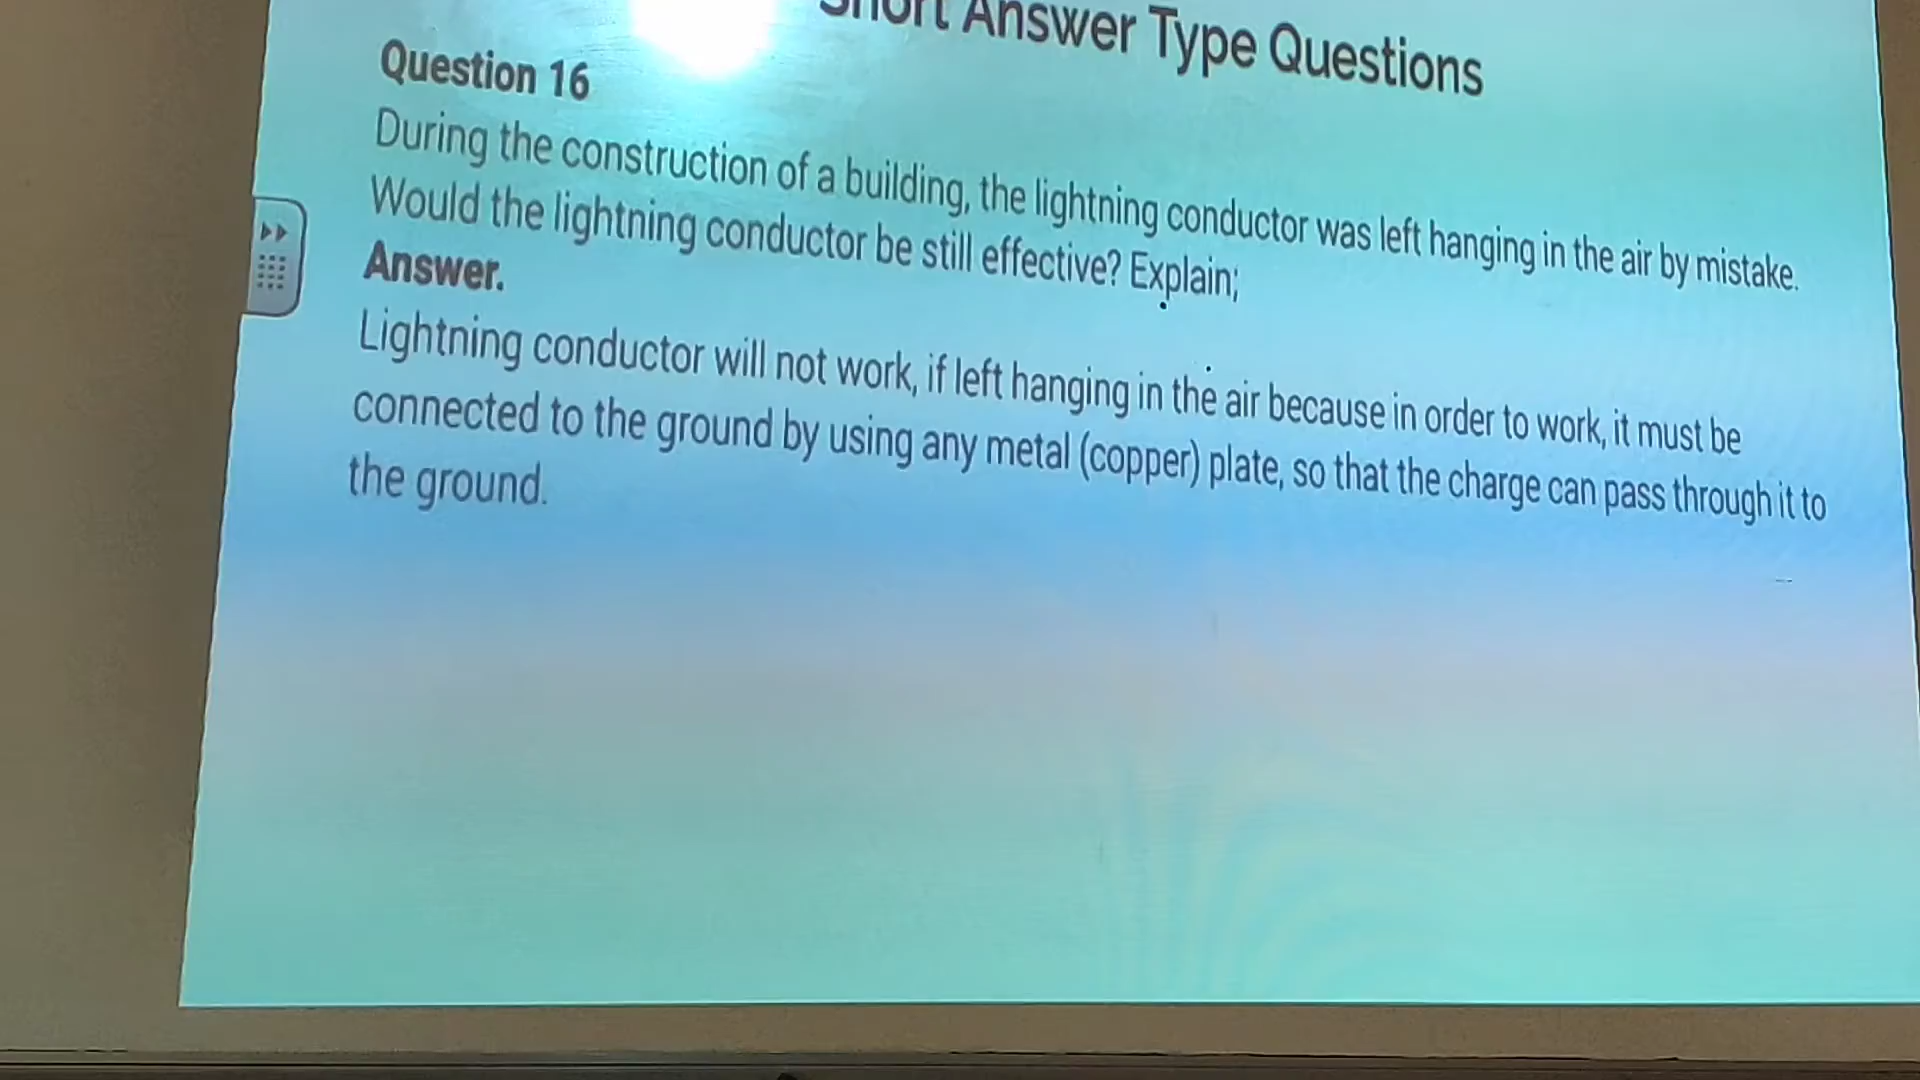 Short Answer Type Questions
Question 16
During the construction of a building, the lightning conductor was left hanging in the air by mistake.
Would the lightning conductor be still effective? Explain;
Answer.
Lightning conductor will not work, if left hanging in the air because in order to work, it must be
connected to the ground by using any metal (copper) plate, so that the charge can pass through it to
the ground.